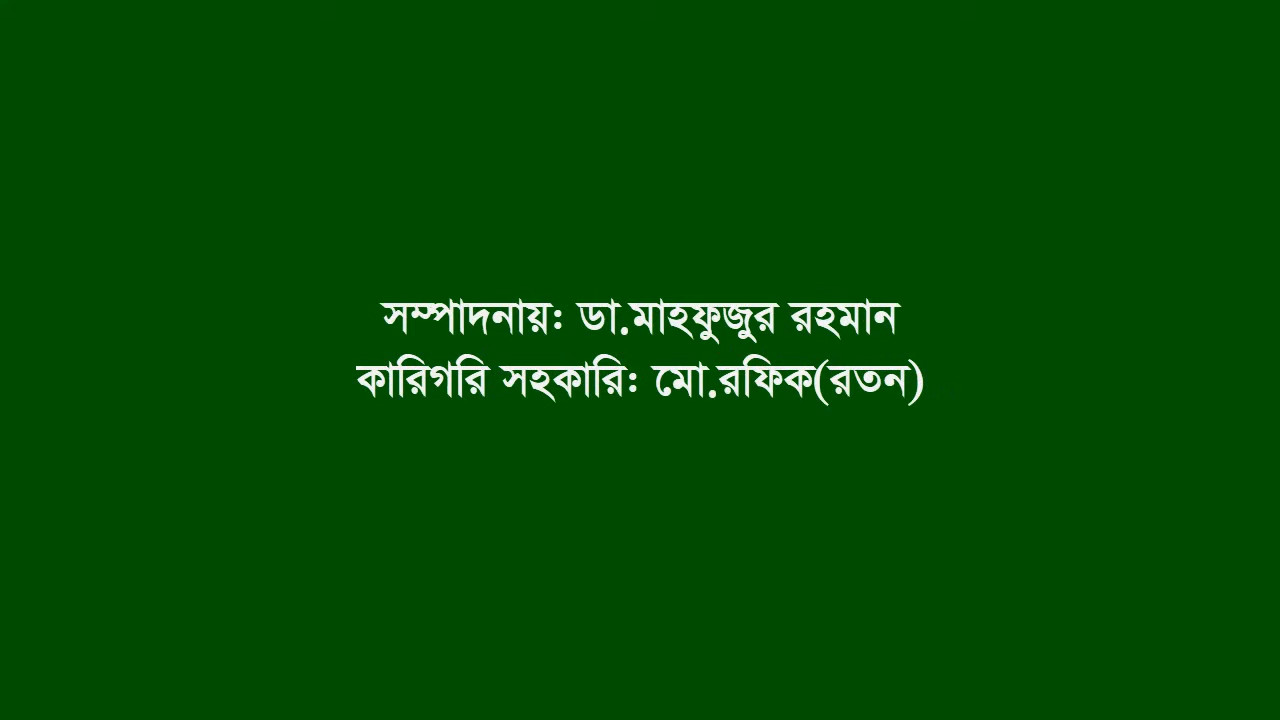 সম্পাদনায়: ডা.মাহফুজুর রহমান
কারিগরি সহকারি: মো.রফিক(রতন)